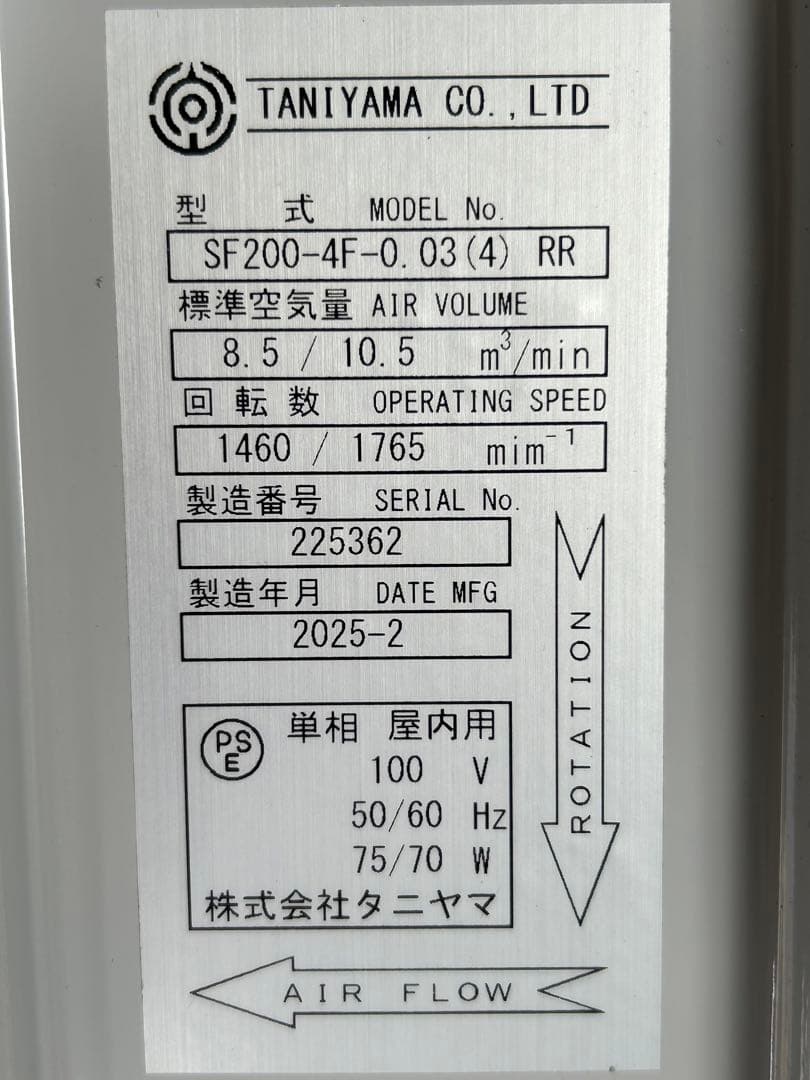 TANIYAMA CO.,LTD
型 式 MODEL No.
SF200-4F-0.03(4) RR
標準空気量 AIR VOLUME
8.5 / 10.5 m³/min
回転数 OPERATING SPEED
1460 / 1765 mim⁻¹
製造番号 SERIAL No.
225362
製造年月 DATE MFG
2025-2
PSE 単相 屋内用
100 V
50/60 Hz
75/70 W
株式会社タニヤマ
ROTATION
AIR FLOW